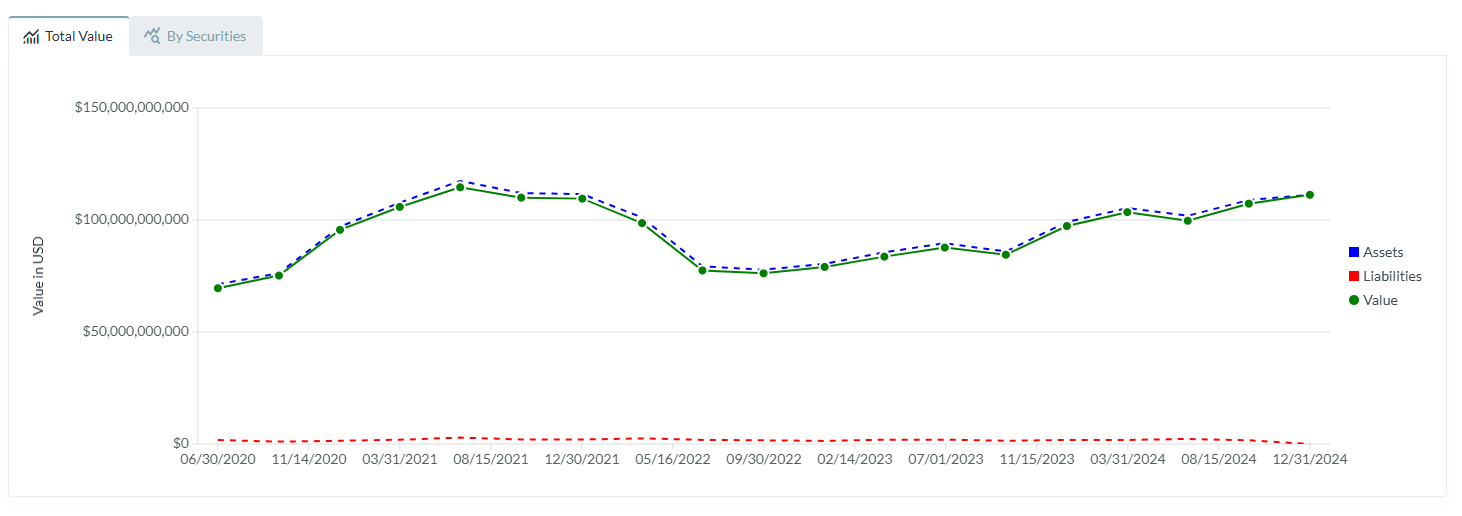 Total Value
By Securities
$150,000,000,000
$100,000,000,000
$50,000,000,000
$0
Value in USD
06/30/2020 11/14/2020 03/31/2021 08/15/2021 12/30/2021 05/16/2022 09/30/2022 02/14/2023 07/01/2023 11/15/2023 03/31/2024 08/15/2024 12/31/2024
Assets
Liabilities
Value